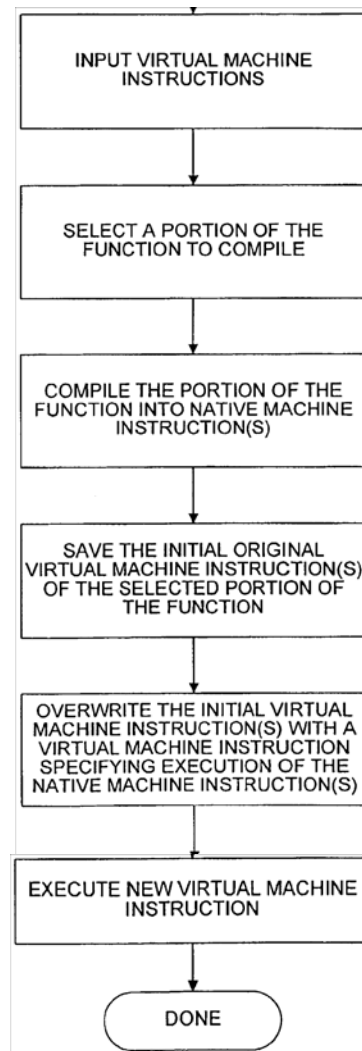 INPUT VIRTUAL MACHINE
INSTRUCTIONS
SELECT A PORTION OF THE
FUNCTION TO COMPILE
COMPILE THE PORTION OF THE
FUNCTION INTO NATIVE MACHINE
INSTRUCTION(S)
SAVE THE INITIAL ORIGINAL
VIRTUAL MACHINE INSTRUCTION(S)
OF THE SELECTED PORTION OF
THE FUNCTION
OVERWRITE THE INITIAL VIRTUAL
MACHINE INSTRUCTION(S) WITH A
VIRTUAL MACHINE INSTRUCTION
SPECIFYING EXECUTION OF THE
NATIVE MACHINE INSTRUCTION(S)
EXECUTE NEW VIRTUAL MACHINE
INSTRUCTION
DONE